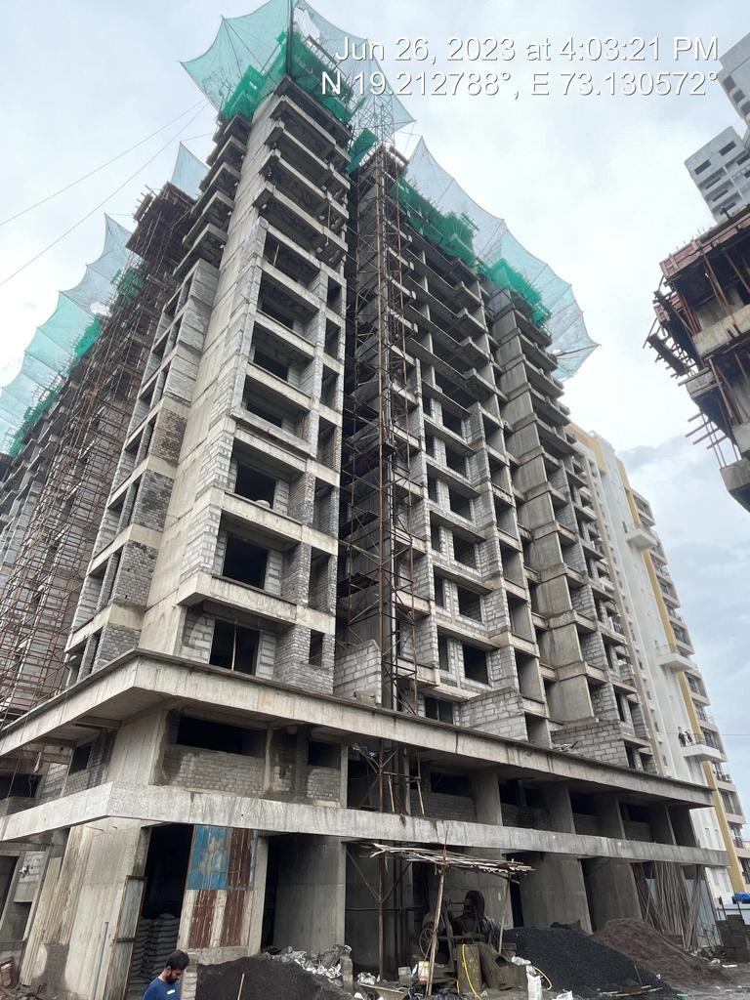 Jun 26, 2023 at 4:03:21 PM
N 19.212788°, E 73.130572°